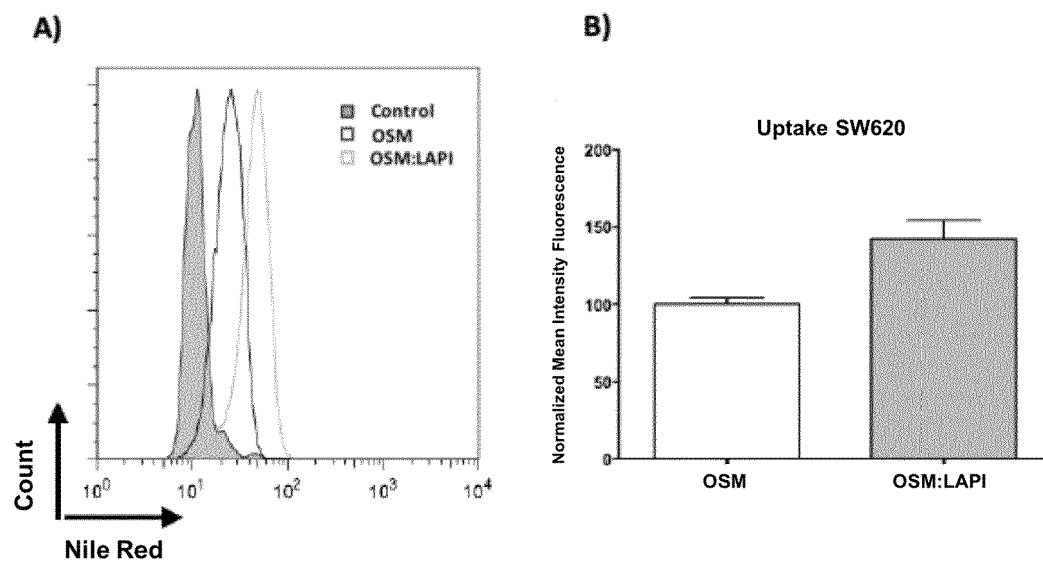 A)
Control
OSM
OSM:LAPI
Count
10⁰
10¹
10²
10³
10⁴
Nile Red
B)
Uptake SW620
Normalized Mean Intensity Fluorescence
200
150
100
50
0
OSM
OSM:LAPI